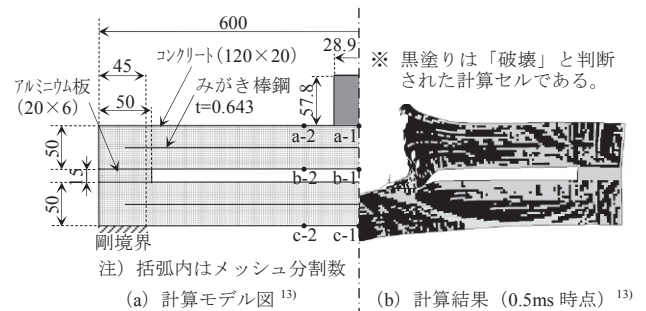 600
コンクリート（120×20）
28.9
45
アルミニウム板
（20×6）
みがき棒鋼
t=0.643
50
57.8
※ 黒塗りは「破壊」と判断
された計算セルである。
a-2
a-1
50
15
b-2
b-1
50
c-2
c-1
剛境界
注）括弧内はメッシュ分割数
(a) 計算モデル図 13)
(b) 計算結果（0.5ms 時点）13)